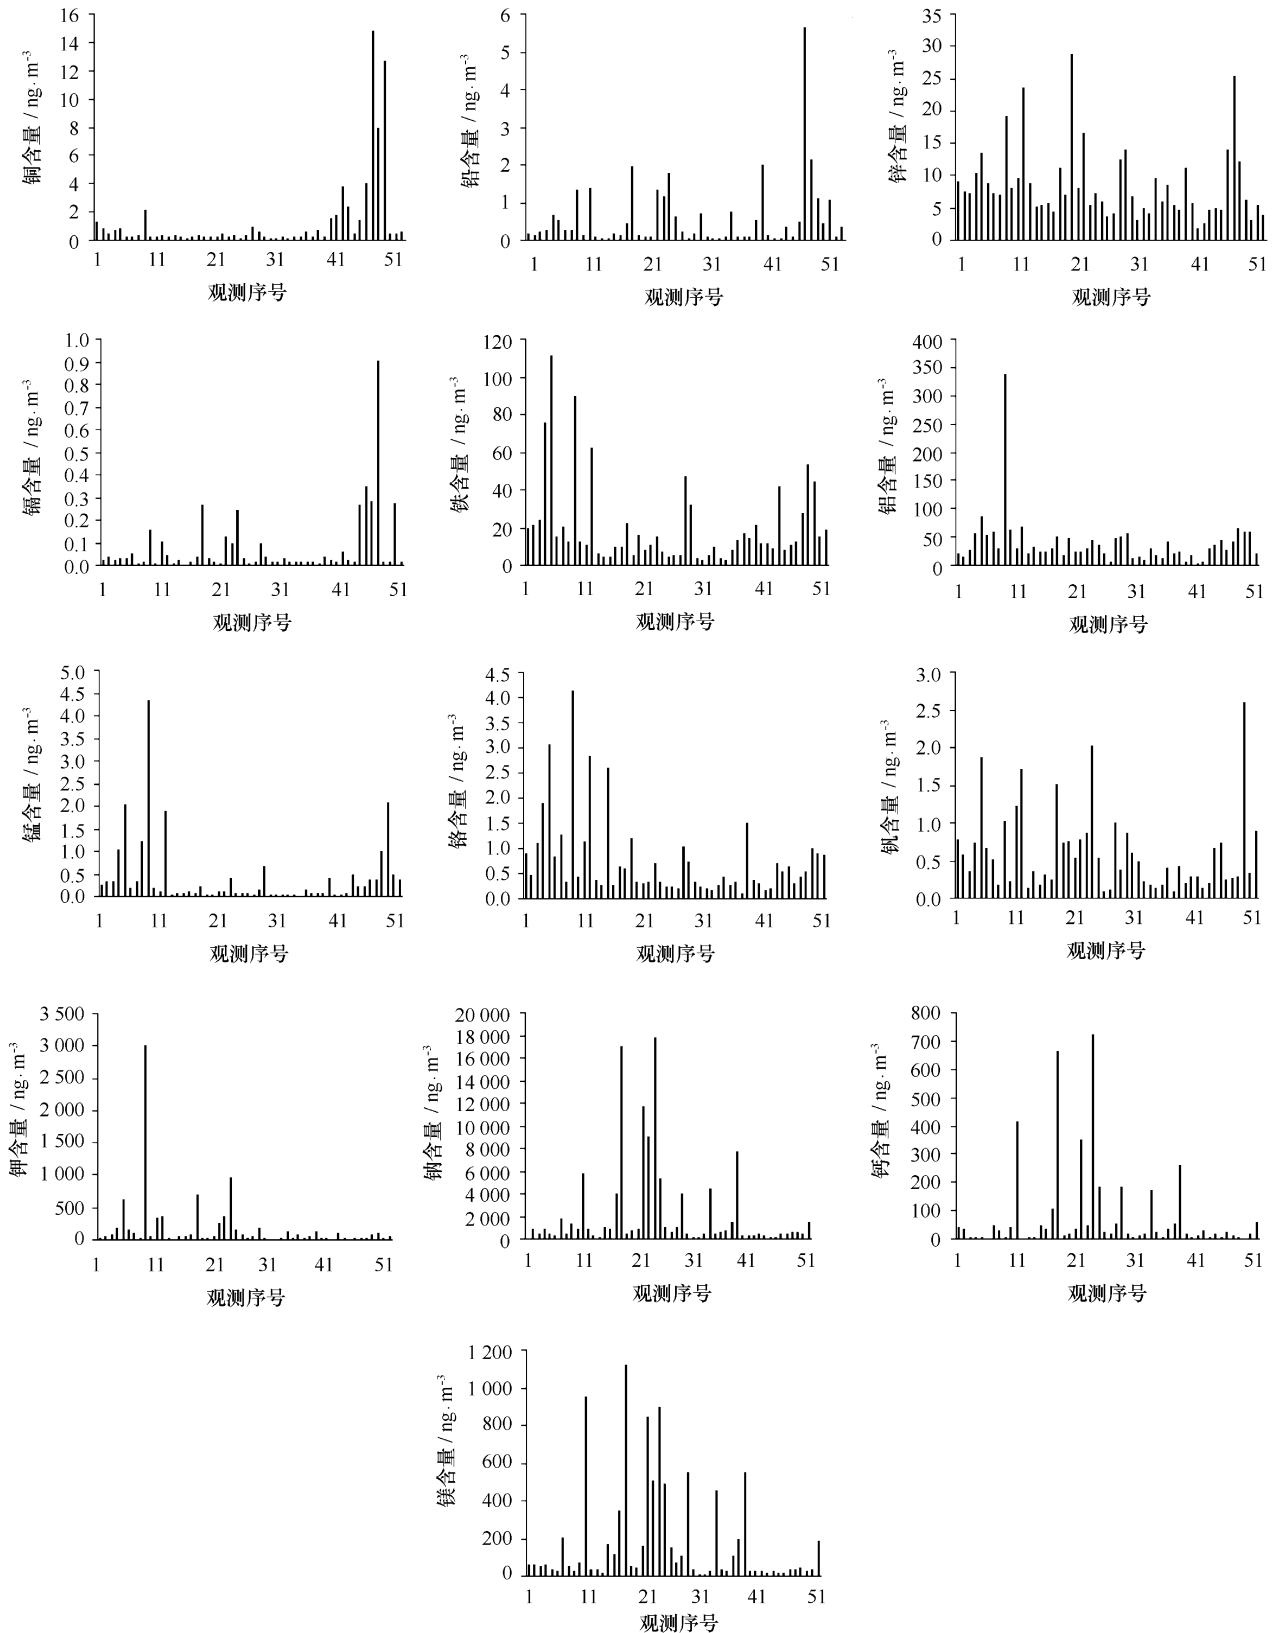 铜含量 / ng·m-3
16
14
12
10
8
6
4
2
0
1 11 21 31 41 51
观测序号
铅含量 / ng·m-3
6
5
4
3
2
1
0
1 11 21 31 41 51
观测序号
锌含量 / ng·m-3
35
30
25
20
15
10
5
0
1 11 21 31 41 51
观测序号
镉含量 / ng·m-3
1.0
0.9
0.8
0.7
0.6
0.5
0.4
0.3
0.2
0.1
0.0
1 11 21 31 41 51
观测序号
铁含量 / ng·m-3
120
100
80
60
40
20
0
1 11 21 31 41 51
观测序号
铝含量 / ng·m-3
400
350
300
250
200
150
100
50
0
1 11 21 31 41 51
观测序号
锰含量 / ng·m-3
5.0
4.5
4.0
3.5
3.0
2.5
2.0
1.5
1.0
0.5
0.0
1 11 21 31 41 51
观测序号
铬含量 / ng·m-3
4.5
4.0
3.5
3.0
2.5
2.0
1.5
1.0
0.5
0.0
1 11 21 31 41 51
观测序号
钒含量 / ng·m-3
3.0
2.5
2.0
1.5
1.0
0.5
0.0
1 11 21 31 41 51
观测序号
钾含量 / ng·m-3
3 500
3 000
2 500
2 000
1 500
1 000
500
0
1 11 21 31 41 51
观测序号
钠含量 / ng·m-3
20 000
18 000
16 000
14 000
12 000
10 000
8 000
6 000
4 000
2 000
0
1 11 21 31 41 51
观测序号
钙含量 / ng·m-3
800
700
600
500
400
300
200
100
0
1 11 21 31 41 51
观测序号
镁含量 / ng·m-3
1 200
1 000
800
600
400
200
0
1 11 21 31 41 51
观测序号